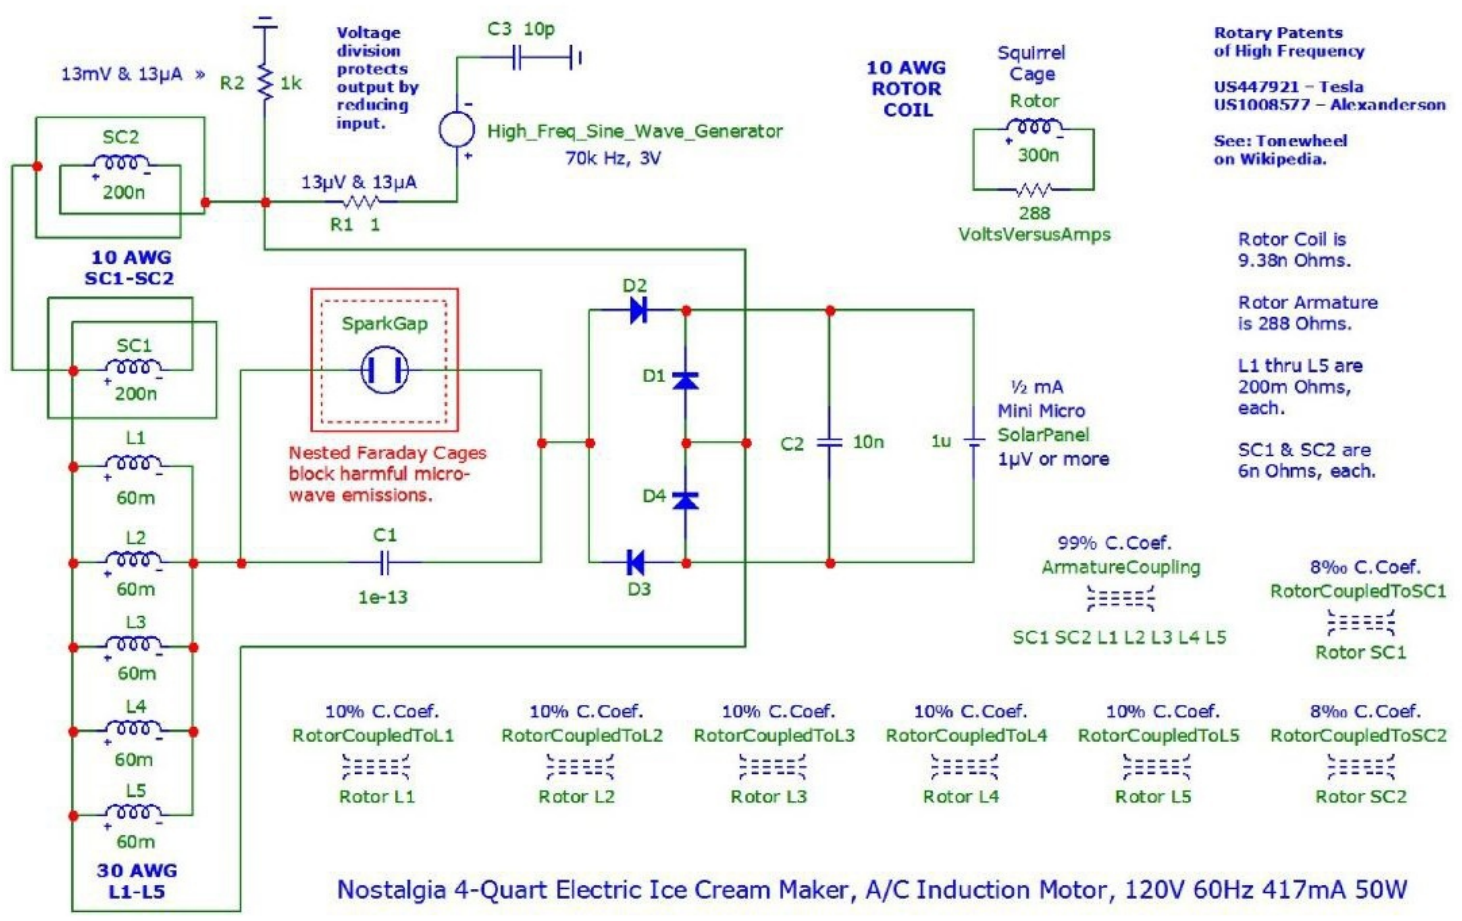 Voltage
division
protects
output by
reducing
input.
C3 10p
13mV & 13µA »
R2
1k
- 
High_Freq_Sine_Wave_Generator
+
70k Hz, 3V
13µV & 13µA
R1 1
SC2
+ -
200n
10 AWG
SC1-SC2
10 AWG
ROTOR
COIL
Squirrel
Cage
Rotor
+ -
300n
288
VoltsVersusAmps
Rotary Patents
of High Frequency
US447921 – Tesla
US1008577 – Alexanderson
See: Tonewheel
on Wikipedia.
Rotor Coil is
9.38n Ohms.
Rotor Armature
is 288 Ohms.
L1 thru L5 are
200m Ohms,
each.
SC1 & SC2 are
6n Ohms, each.
SC1
+ -
200n
L1
+ -
60m
L2
+ -
60m
L3
+ -
60m
L4
+ -
60m
L5
+ -
60m
30 AWG
L1-L5
SparkGap
Nested Faraday Cages
block harmful micro-
wave emissions.
C1
1e-13
D2
D1
D4
D3
C2
10n
1u
½ mA
Mini Micro
SolarPanel
1µV or more
99% C.Coef.
ArmatureCoupling
SC1 SC2 L1 L2 L3 L4 L5
8‰ C.Coef.
RotorCoupledToSC1
Rotor SC1
10% C.Coef.
RotorCoupledToL1
Rotor L1
10% C.Coef.
RotorCoupledToL2
Rotor L2
10% C.Coef.
RotorCoupledToL3
Rotor L3
10% C.Coef.
RotorCoupledToL4
Rotor L4
10% C.Coef.
RotorCoupledToL5
Rotor L5
8‰ C.Coef.
RotorCoupledToSC2
Rotor SC2
Nostalgia 4-Quart Electric Ice Cream Maker, A/C Induction Motor, 120V 60Hz 417mA 50W